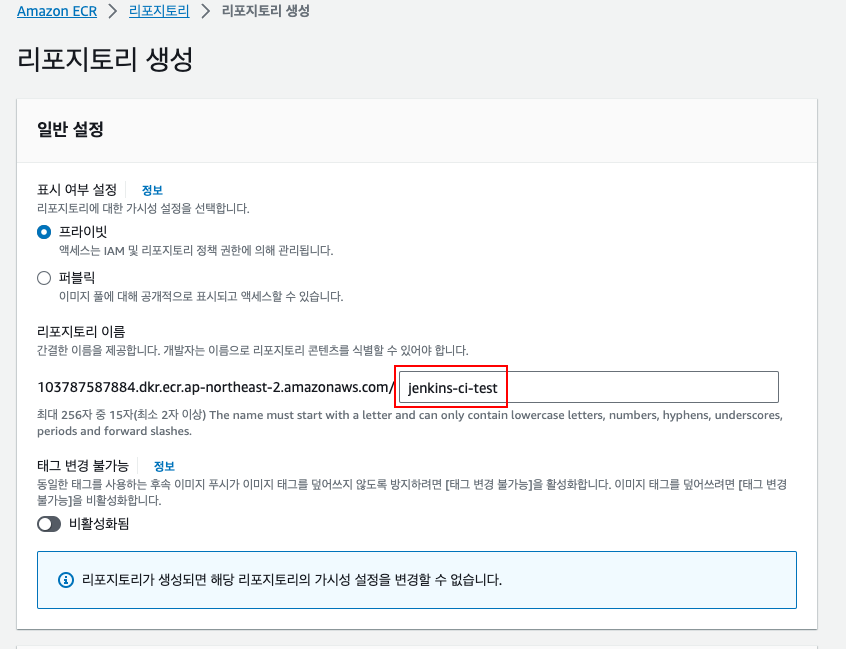 Amazon ECR > 리포지토리 > 리포지토리 생성
리포지토리 생성
일반 설정
표시 여부 설정 정보
리포지토리에 대한 가시성 설정을 선택합니다.
프라이빗
액세스는 IAM 및 리포지토리 정책 권한에 의해 관리됩니다.
퍼블릭
이미지 풀에 대해 공개적으로 표시되고 액세스할 수 있습니다.
리포지토리 이름
간결한 이름을 제공합니다. 개발자는 이름으로 리포지토리 콘텐츠를 식별할 수 있어야 합니다.
103787587884.dkr.ecr.ap-northeast-2.amazonaws.com/ jenkins-ci-test
최대 256자 중 15자(최소 2자 이상) The name must start with a letter and can only contain lowercase letters, numbers, hyphens, underscores,
periods and forward slashes.
태그 변경 불가능 정보
동일한 태그를 사용하는 후속 이미지 푸시가 이미지 태그를 덮어쓰지 않도록 방지하려면 [태그 변경 불가능]을 활성화합니다. 이미지 태그를 덮어쓰려면 [태그 변경
불가능]을 비활성화합니다.
비활성화됨
리포지토리가 생성되면 해당 리포지토리의 가시성 설정을 변경할 수 없습니다.